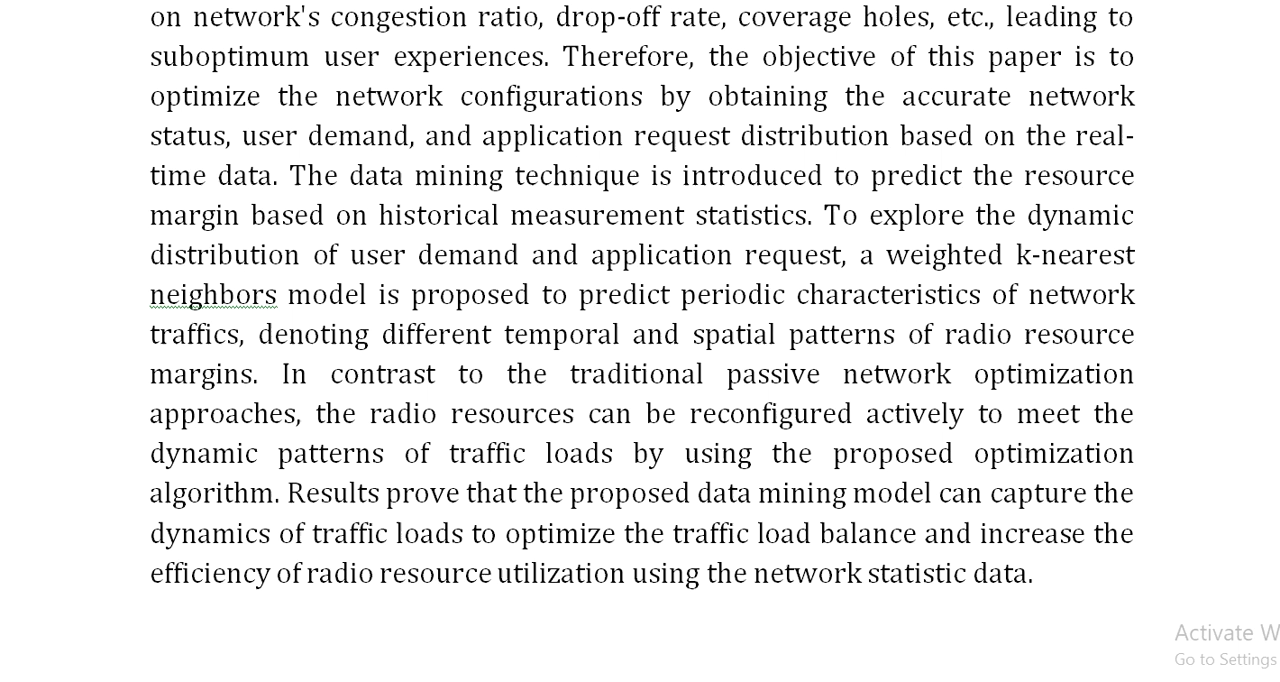 on network's congestion ratio, drop-off rate, coverage holes, etc., leading to
suboptimum user experiences. Therefore, the objective of this paper is to
optimize the network configurations by obtaining the accurate network
status, user demand, and application request distribution based on the real-
time data. The data mining technique is introduced to predict the resource
margin based on historical measurement statistics. To explore the dynamic
distribution of user demand and application request, a weighted k-nearest
neighbors model is proposed to predict periodic characteristics of network
traffics, denoting different temporal and spatial patterns of radio resource
margins. In contrast to the traditional passive network optimization
approaches, the radio resources can be reconfigured actively to meet the
dynamic patterns of traffic loads by using the proposed optimization
algorithm. Results prove that the proposed data mining model can capture the
dynamics of traffic loads to optimize the traffic load balance and increase the
efficiency of radio resource utilization using the network statistic data.
Activate W
Go to Settings